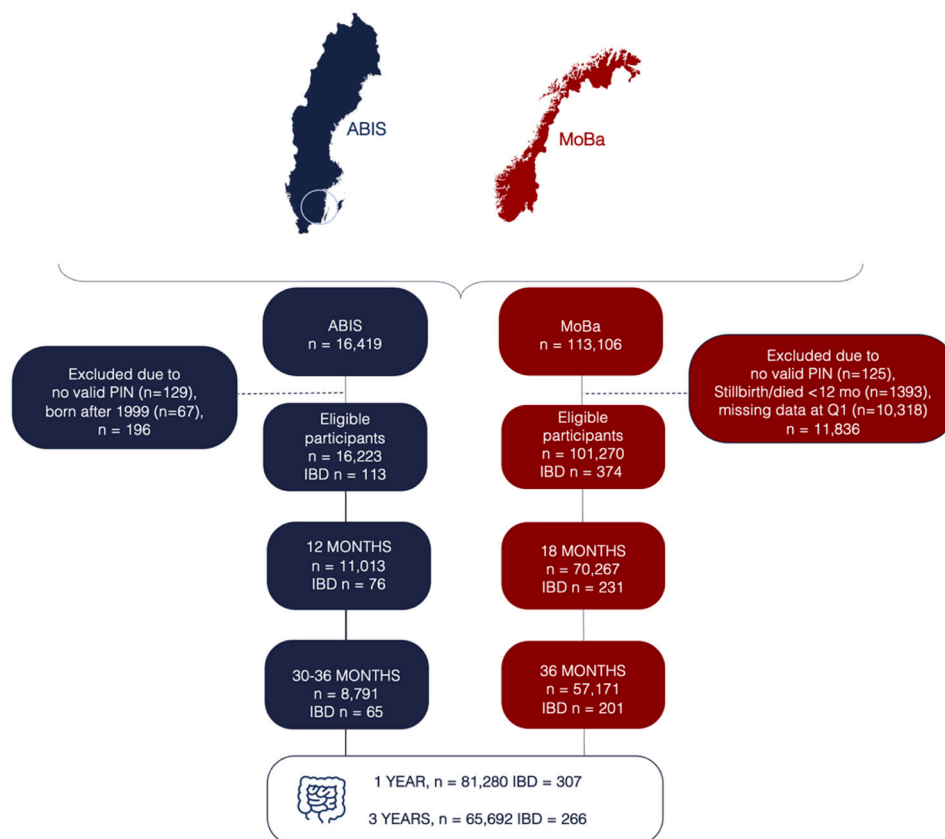 ABIS
MoBa
ABIS
n = 16,419
MoBa
n = 113,106
Excluded due to
no valid PIN (n=129),
born after 1999 (n=67),
n = 196
Excluded due to
no valid PIN (n=125),
Stillbirth/died <12 mo (n=1393),
missing data at Q1 (n=10,318)
n = 11,836
Eligible
participants
n = 16,223
IBD n = 113
Eligible
participants
n = 101,270
IBD n = 374
12 MONTHS
n = 11,013
IBD n = 76
18 MONTHS
n = 70,267
IBD n = 231
30-36 MONTHS
n = 8,791
IBD n = 65
36 MONTHS
n = 57,171
IBD n = 201
1 YEAR, n = 81,280 IBD = 307
3 YEARS, n = 65,692 IBD = 266